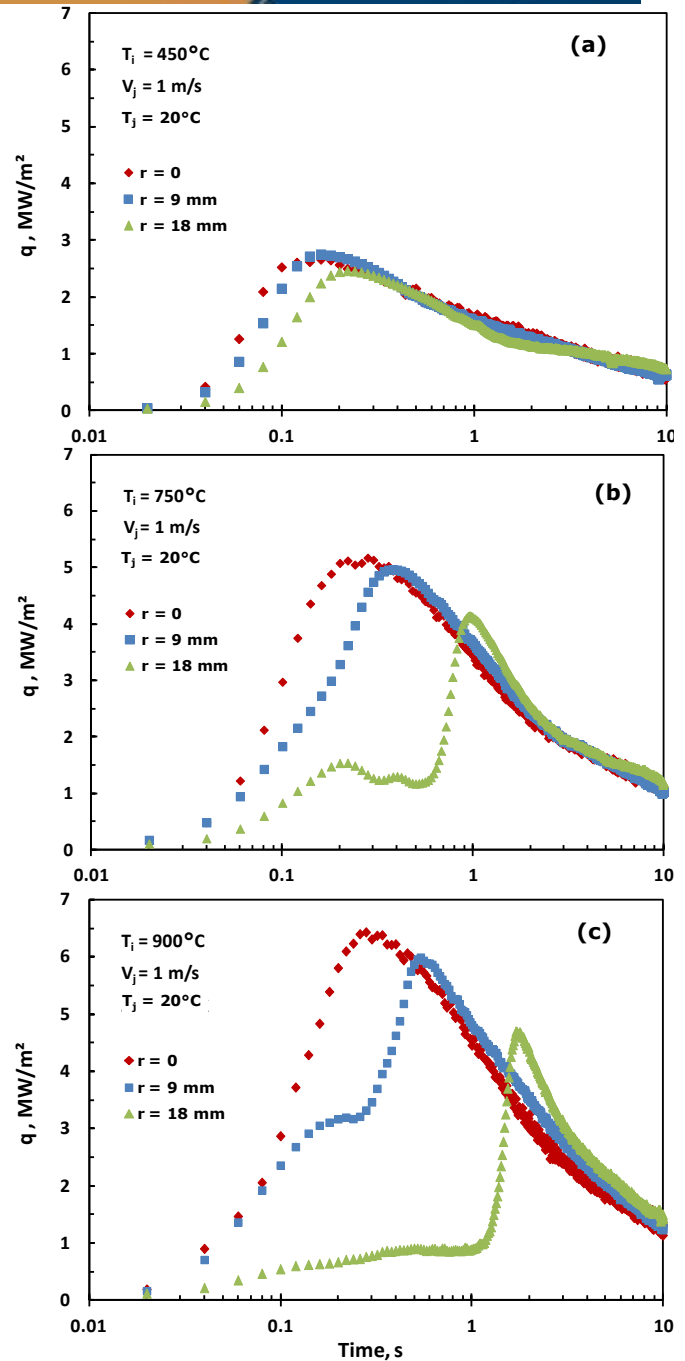 7
6
5
4
3
2
1
0
q , MW/m²
(a)
T_i = 450°C
V_j = 1 m/s
T_j = 20°C
r = 0
r = 9 mm
r = 18 mm
0.01 0.1 1 10
7
6
5
4
3
2
1
0
q , MW/m²
(b)
T_i = 750°C
V_j = 1 m/s
T_j = 20°C
r = 0
r = 9 mm
r = 18 mm
0.01 0.1 1 10
7
6
5
4
3
2
1
0
q , MW/m²
(c)
T_i = 900°C
V_j = 1 m/s
T_j = 20°C
r = 0
r = 9 mm
r = 18 mm
0.01 0.1 1 10
Time, s